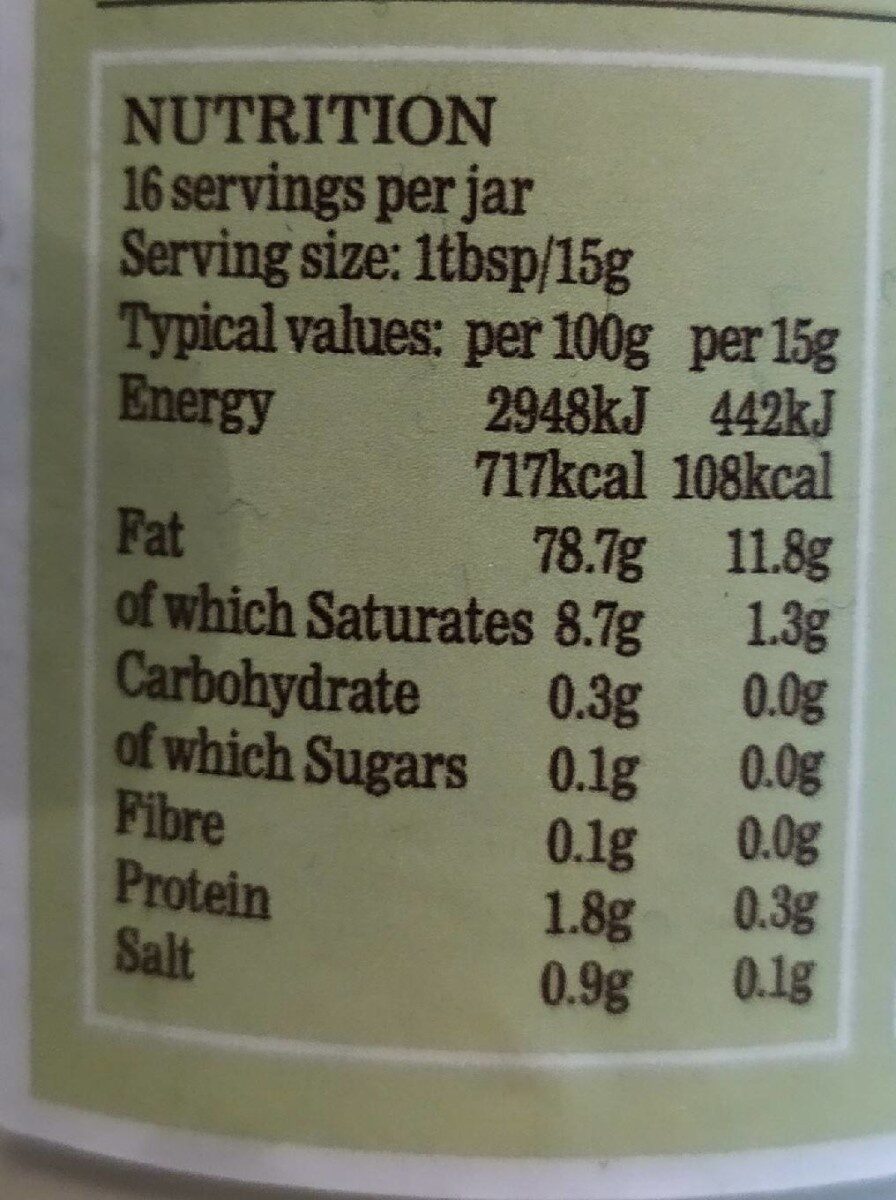 NUTRITION
16 servings per jar
Serving size: 1tbsp/15g
Typical values: per 100g per 15g
Energy 2948kJ 442kJ
717kcal 108kcal
Fat 78.7g 11.8g
of which Saturates 8.7g 1.3g
Carbohydrate 0.3g 0.0g
of which Sugars 0.1g 0.0g
Fibre 0.1g 0.0g
Protein 1.8g 0.3g
Salt 0.9g 0.1g